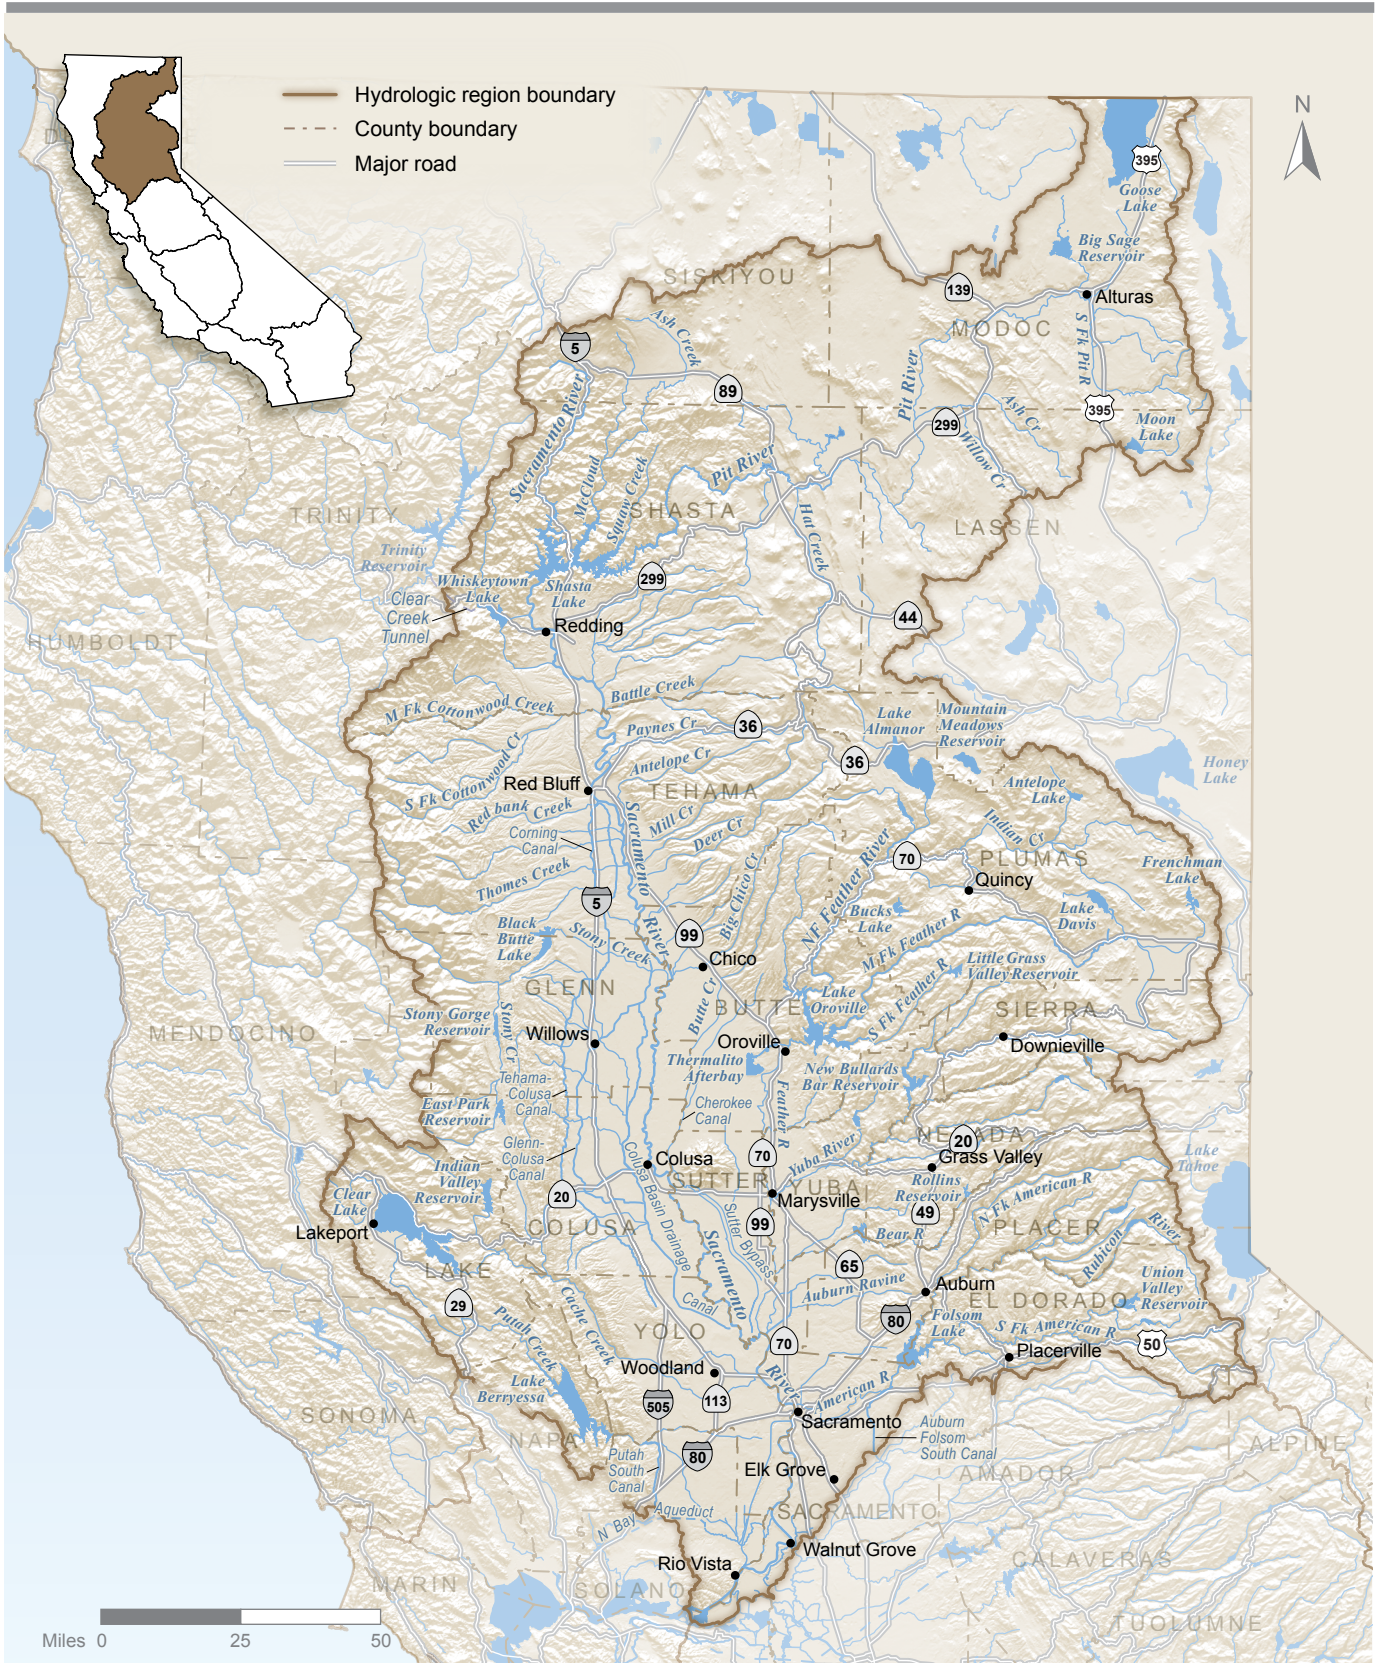 Hydrologic region boundary
County boundary
Major road
N
395
Goose
Lake
Big Sage
Reservoir
SISKIYOU
139
Alturas
MODOC
Ash Creek
5
S Fk Pit R
89
Pit River
Sacramento River
395
Ash Cr
299
Moon
Lake
Willow Cr
Pit River
McCloud
Squaw Creek
TRINITY
SHASTA
Hat Creek
LASSEN
Trinity
Reservoir
Whiskeytown
Lake
Shasta
Lake
299
Clear
Creek
Tunnel
44
Redding
HUMBOLDT
Battle Creek
M Fk Cottonwood Creek
Paynes Cr
36
Lake
Almanor
Mountain
Meadows
Reservoir
S Fk Cottonwood Cr
Antelope Cr
36
Honey
Lake
Red Bluff
TEHAMA
Antelope
Lake
Red bank
Creek
Sacramento
River
Mill Cr
Deer Cr
Indian Cr
Corning
Canal
NF Feather River
70
PLUMAS
Frenchman
Lake
Thomes Creek
Big Chico Cr
Quincy
5
Bucks
Lake
Lake
Davis
Black
Butte
Lake
Stony Creek
99
M Fk Feather R
Chico
Little Grass
Valley Reservoir
GLENN
Butte Cr
BUTTE
Lake
Oroville
S Fk Feather R
SIERRA
Stony Gorge
Reservoir
Stony Cr
Willows
Oroville
Downieville
MENDOCINO
Thermalito
Afterbay
New Bullards
Bar Reservoir
Tehama-
Colusa
Canal
Feather R
East Park
Reservoir
Cherokee
Canal
NEVADA
20
Glenn-
Colusa
Canal
Colusa
70
Yuba River
Grass Valley
Lake
Tahoe
Indian
Valley
Reservoir
Colusa Basin Drainage
Canal
SUTTER
YUBA
Rollins
Reservoir
N Fk American R
Clear
Lake
20
Marysville
49
PLACER
Lakeport
COLUSA
Sacramento
River
Sutter Bypass
99
Bear R
Rubicon
River
LAKE
65
Auburn Ravine
Auburn
Union
Valley
Reservoir
29
Cache Creek
EL DORADO
Putah Creek
80
Folsom
Lake
S Fk American R
YOLO
70
50
Placerville
Woodland
Lake
Berryessa
American R
505
113
SONOMA
Sacramento
Auburn
Folsom
South Canal
NAPA
80
ALPINE
Putah
South
Canal
Elk Grove
AMADOR
N Bay
Aqueduct
SACRAMENTO
Walnut Grove
CALAVERAS
Rio Vista
MARIN
SOLANO
TUOLUMNE
Miles 0 25 50